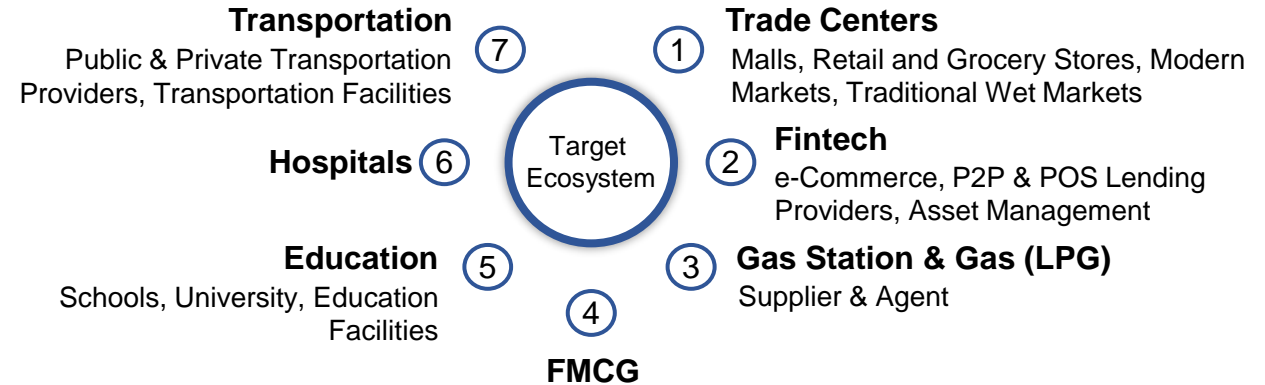 Transportation
Public & Private Transportation
Providers, Transportation Facilities
7
1
Trade Centers
Malls, Retail and Grocery Stores, Modern
Markets, Traditional Wet Markets
Hospitals
6
Target
Ecosystem
2
Fintech
e-Commerce, P2P & POS Lending
Providers, Asset Management
Education
Schools, University, Education
Facilities
5
4
FMCG
3
Gas Station & Gas (LPG)
Supplier & Agent